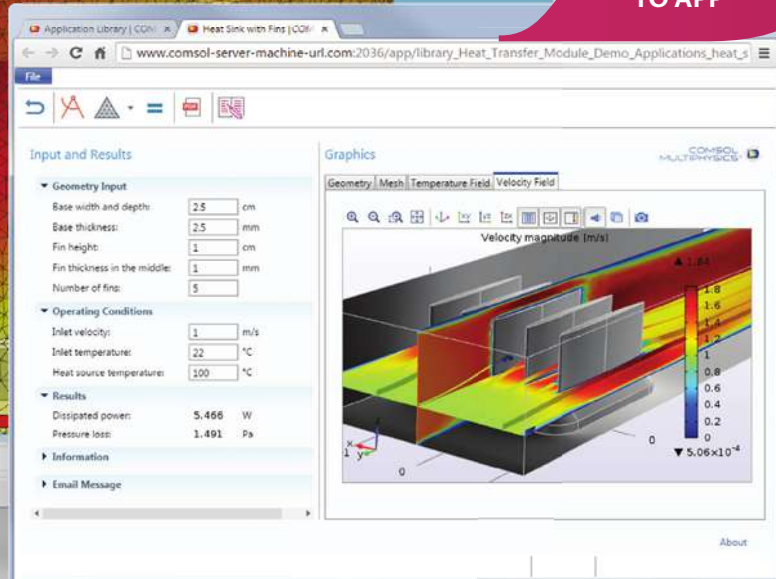 TO APP
Application Library | COM
Heat Sink with Fins | COM
www.comsol-server-machine-url.com:2036/app/library_Heat_Transfer_Module_Demo_Applications_heat_s
File
PDF
Input and Results
Geometry Input
Base width and depth: 2.5 cm
Base thickness: 2.5 mm
Fin height: 1 cm
Fin thickness in the middle: 1 mm
Number of fins: 5
Operating Conditions
Inlet velocity: 1 m/s
Inlet temperature: 22 °C
Heat source temperature: 100 °C
Results
Dissipated power: 5.466 W
Pressure loss: 1.491 Pa
Information
Email Message
Graphics
COMSOL
MULTIPHYSICS
Geometry Mesh Temperature Field Velocity Field
xy yz zx
Velocity magnitude (m/s)
▲ 1.84
1.8
1.6
1.4
1.2
1
0.8
0.6
0.4
0.2
0
▼ 5.06×10⁻⁴
x
y
z
1
0
0
About